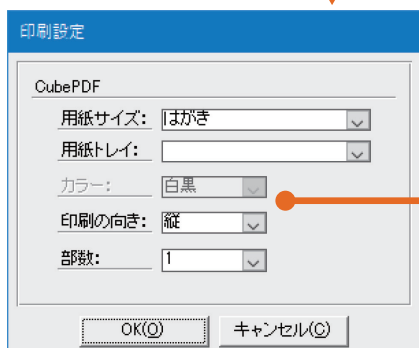 印刷設定
CubePDF
用紙サイズ: はがき
用紙トレイ:
カラー: 白黒
印刷の向き: 縦
部数: 1
OK(O) キャンセル(C)